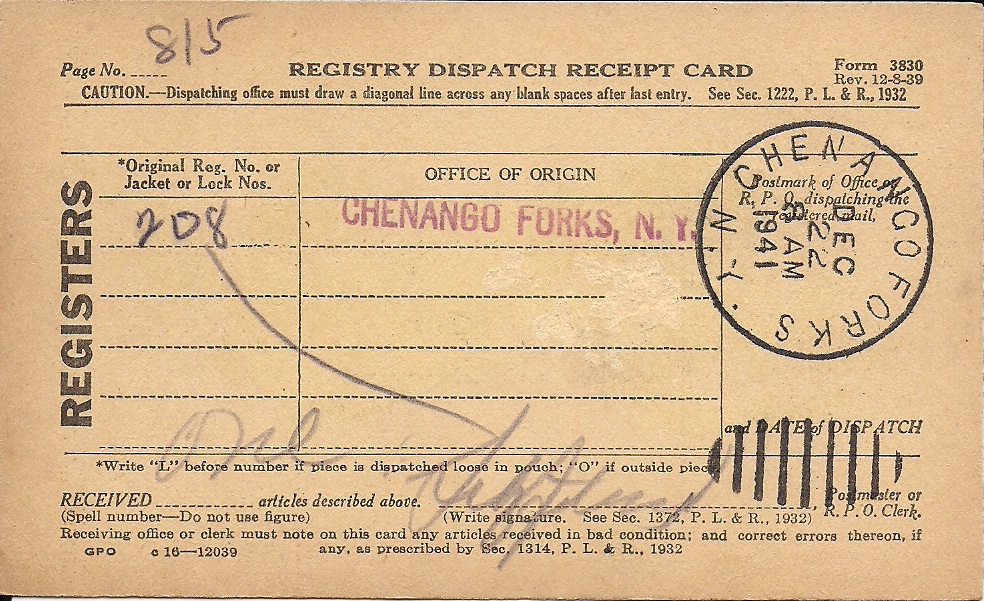 815
Page No. REGISTRY DISPATCH RECEIPT CARD Form 3830
Rev. 12-8-39
CAUTION.—Dispatching office must draw a diagonal line across any blank spaces after last entry. See Sec. 1222, P. L. & R., 1932
REGISTERS
*Original Reg. No. or
Jacket or Lock Nos.
OFFICE OF ORIGIN
Postmark of Office or
R. P. O. dispatching the
registered mail,
208
CHENANGO FORKS, N. Y.
CHENANGO FORKS N.Y.
DEC
22
8 AM
1941
and DATE of DISPATCH
One
*Write "L" before number if piece is dispatched loose in pouch; "O" if outside piece.
RECEIVED articles described above.
Postmaster or
R. P. O. Clerk.
(Spell number—Do not use figure) (Write signature. See Sec. 1372, P. L. & R., 1932)
Receiving office or clerk must note on this card any articles received in bad condition; and correct errors thereon, if
any, as prescribed by Sec. 1314, P. L. & R., 1932
GPO c 16—12039